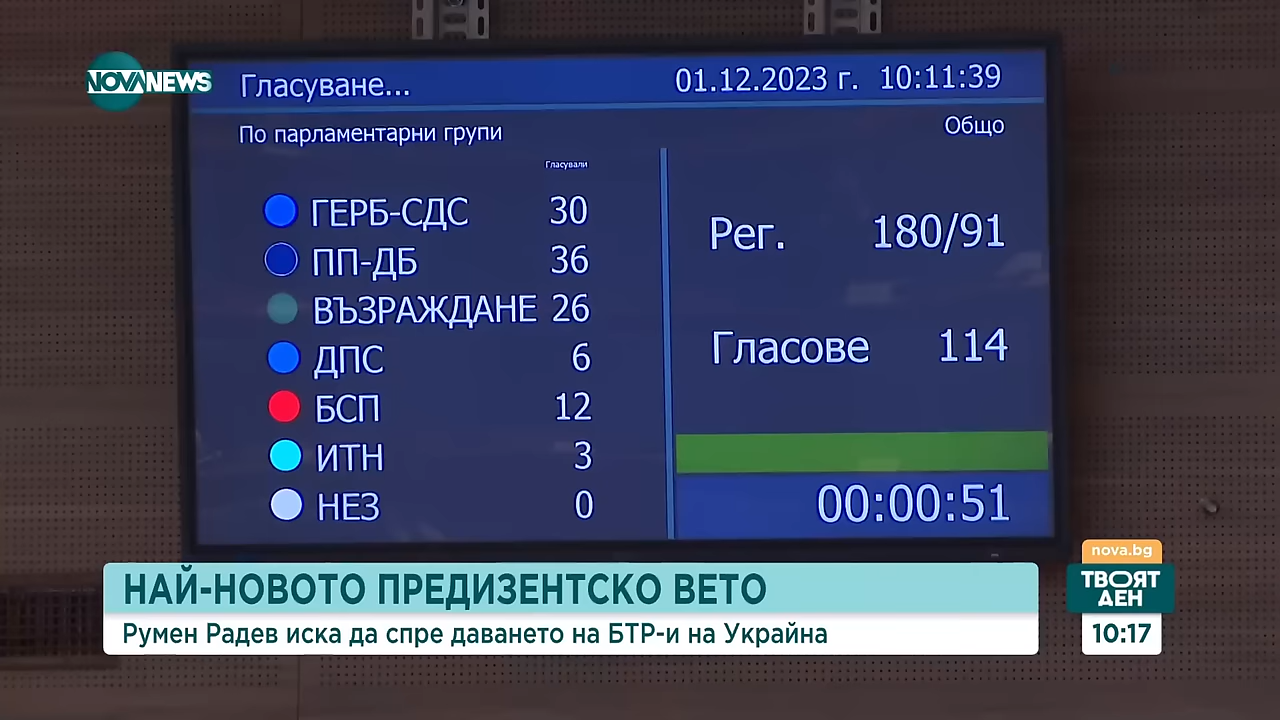 NOVANEWS
Гласуване... 01.12.2023 г. 10:11:39
По парламентарни групи Общо
Гласували
ГЕРБ-СДС 30
ПП-ДБ 36
ВЪЗРАЖДАНЕ 26
ДПС 6
БСП 12
ИТН 3
НЕЗ 0
Рег. 180/91
Гласове 114
00:00:51
НАЙ-НОВОТО ПРЕДИЗЕНТСКО ВЕТО
Румен Радев иска да спре даването на БТР-и на Украйна
nova.bg
ТВОЯТ
ДЕН
10:17